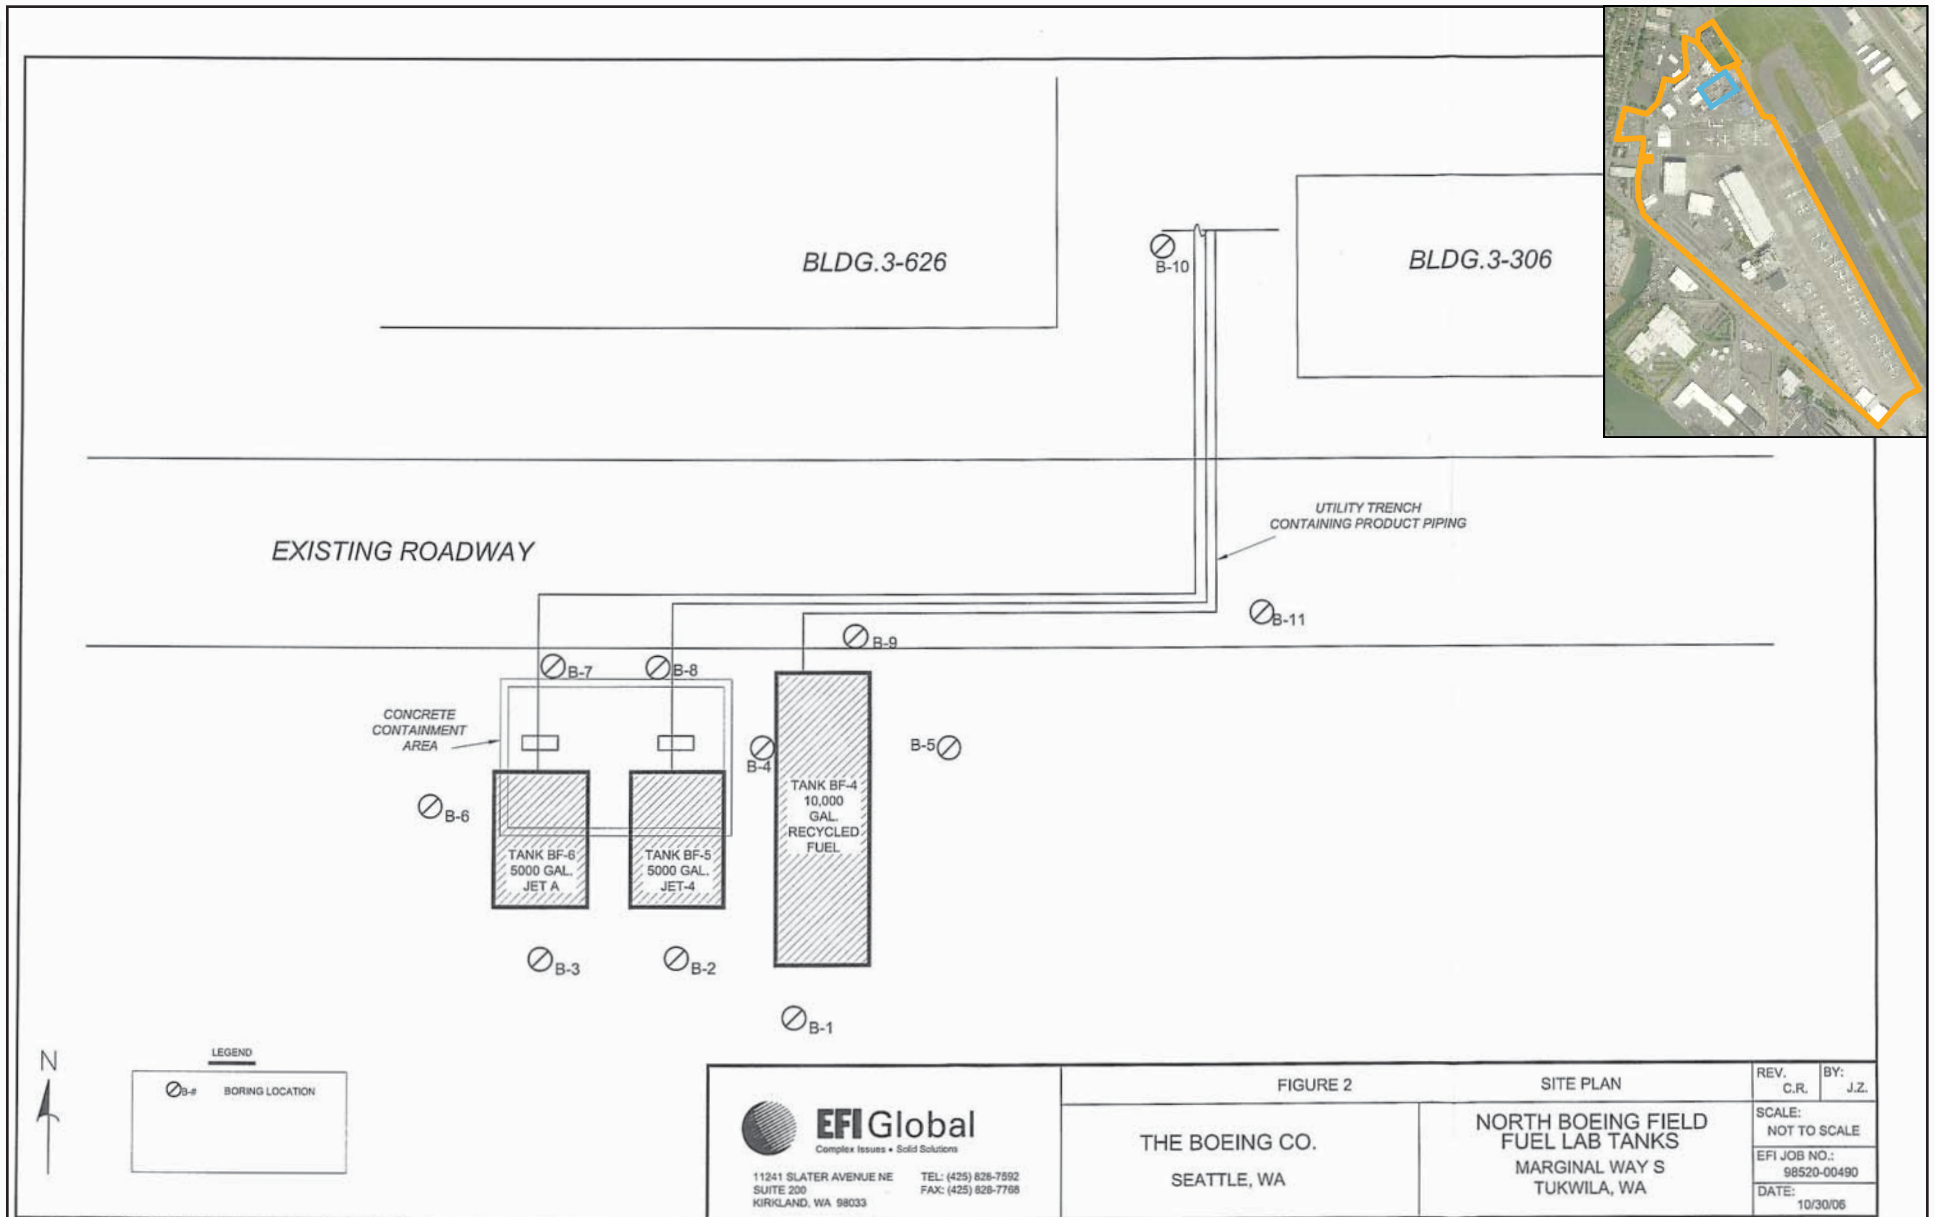 BLDG.3-626
B-10
BLDG.3-306
UTILITY TRENCH
CONTAINING PRODUCT PIPING
EXISTING ROADWAY
B-11
B-9
B-7
B-8
CONCRETE
CONTAINMENT
AREA
B-4
B-5
B-6
TANK BF-6
5000 GAL.
JET A
TANK BF-5
5000 GAL.
JET-4
TANK BF-4
10,000
GAL.
RECYCLED
FUEL
B-3
B-2
B-1
N
LEGEND
B-#
BORING LOCATION
EFI Global
Complex Issues • Solid Solutions
11241 SLATER AVENUE NE
SUITE 200
KIRKLAND, WA 98033
TEL: (425) 828-7592
FAX: (425) 828-7768
FIGURE 2
SITE PLAN
THE BOEING CO.
SEATTLE, WA
NORTH BOEING FIELD
FUEL LAB TANKS
MARGINAL WAY S
TUKWILA, WA
REV.
C.R.
BY:
J.Z.
SCALE:
NOT TO SCALE
EFI JOB NO.:
98520-00490
DATE:
10/30/06